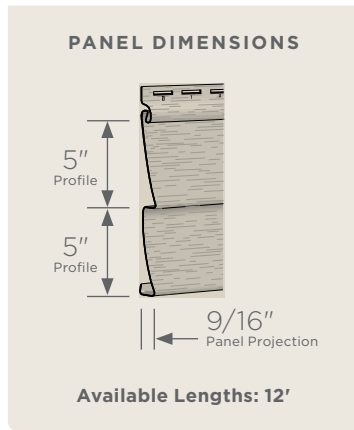 PANEL DIMENSIONS
5"
Profile
5"
Profile
9/16"
Panel Projection
Available Lengths: 12'